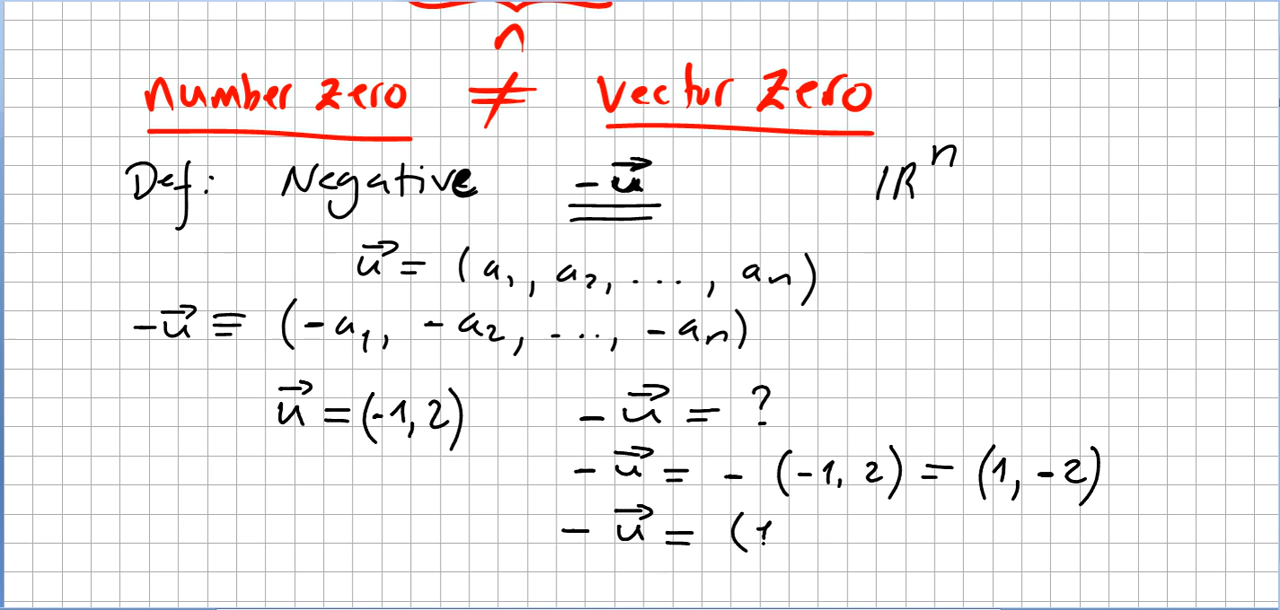 n
number zero ≠ vector zero
Def: Negative -u⃗ ℝⁿ
u⃗ = (a₁, a₂, ..., aₙ)
-u⃗ ≡ (-a₁, -a₂, ..., -aₙ)
u⃗ = (-1, 2) -u⃗ = ?
-u⃗ = - (-1, 2) = (1, -2)
-u⃗ = (1